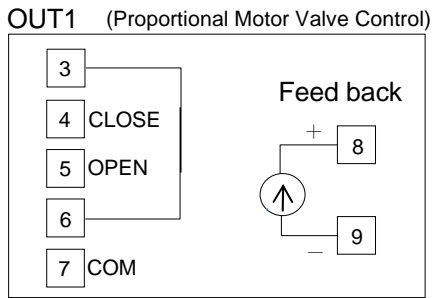 OUT1 (Proportional Motor Valve Control)
3
4 CLOSE
5 OPEN
6
7 COM
Feed back
+ 8
− 9